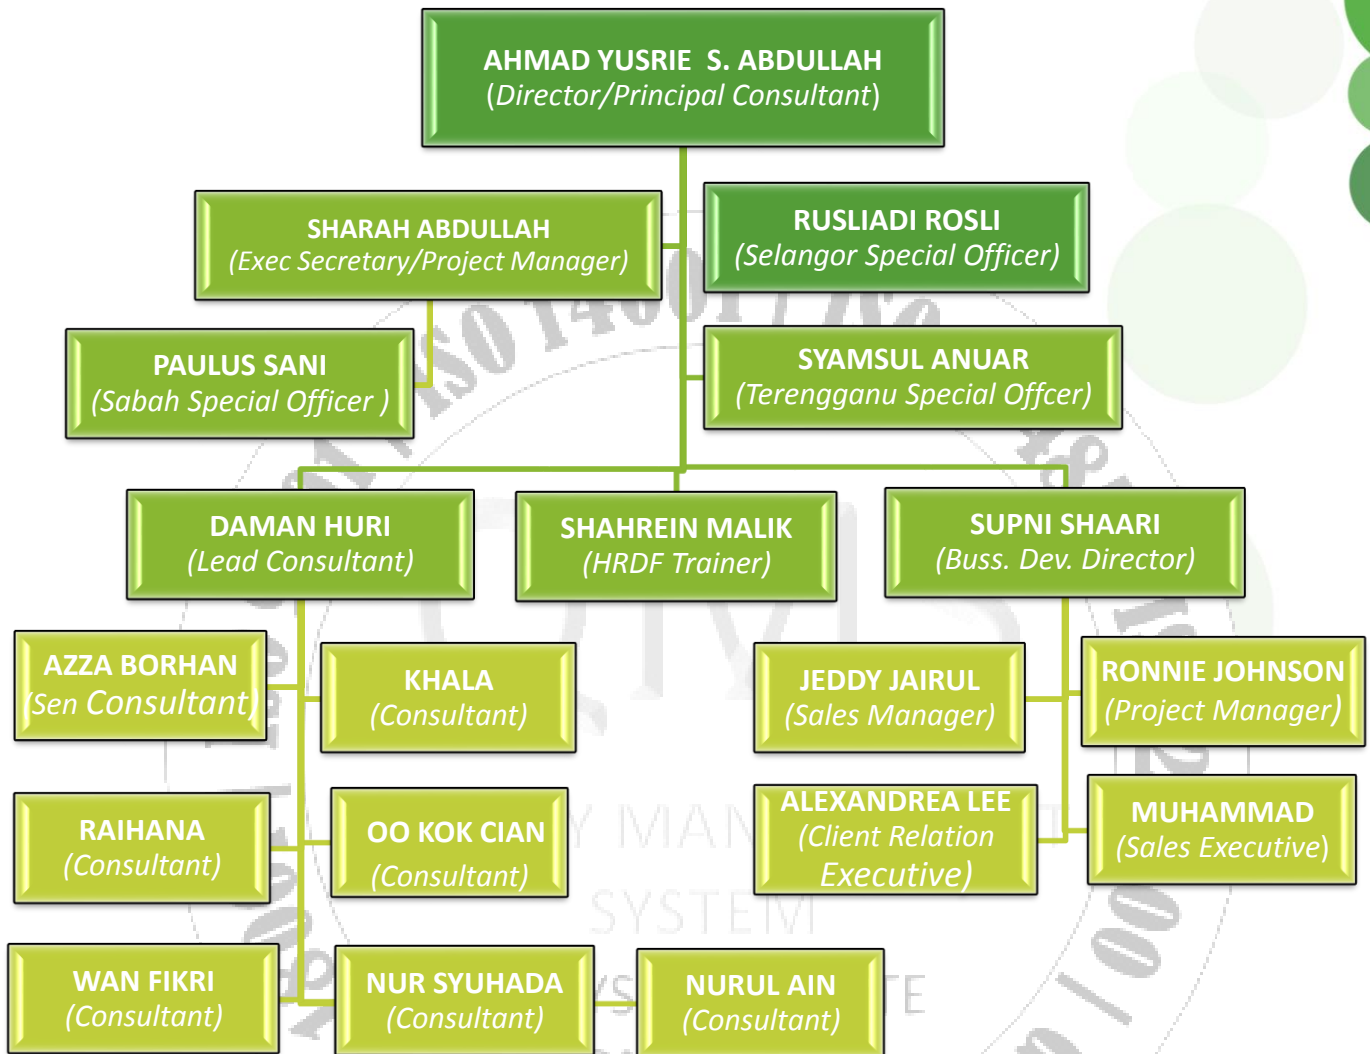 AHMAD YUSRIE S. ABDULLAH
(Director/Principal Consultant)
SHARAH ABDULLAH
(Exec Secretary/Project Manager)
RUSLIADI ROSLI
(Selangor Special Officer)
ISO 14001 / ISO
PAULUS SANI
(Sabah Special Officer )
SYAMSUL ANUAR
(Terengganu Special Offcer)
DAMAN HURI
(Lead Consultant)
SHAHREIN MALIK
(HRDF Trainer)
SUPNI SHAARI
(Buss. Dev. Director)
AZZA BORHAN
(Sen Consultant)
KHALA
(Consultant)
JEDDY JAIRUL
(Sales Manager)
RONNIE JOHNSON
(Project Manager)
RAIHANA
(Consultant)
OO KOK CIAN
(Consultant)
ALEXANDREA LEE
(Client Relation
Executive)
MUHAMMAD
(Sales Executive)
SYSTEM
WAN FIKRI
(Consultant)
NUR SYUHADA
(Consultant)
NURUL AIN
(Consultant)